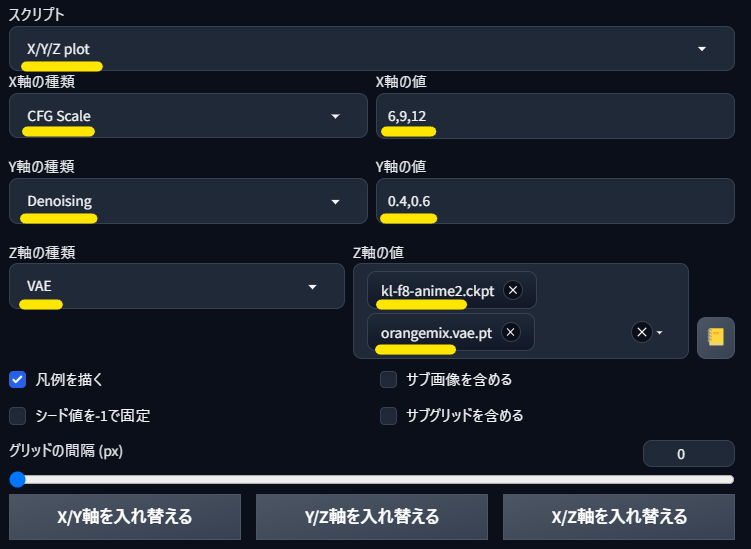 スクリプト
X/Y/Z plot
X軸の種類
X軸の値
CFG Scale
6,9,12
Y軸の種類
Y軸の値
Denoising
0.4,0.6
Z軸の種類
Z軸の値
VAE
kl-f8-anime2.ckpt
orangemix.vae.pt
凡例を描く
サブ画像を含める
シード値を-1で固定
サブグリッドを含める
グリッドの間隔 (px)
0
X/Y軸を入れ替える
Y/Z軸を入れ替える
X/Z軸を入れ替える